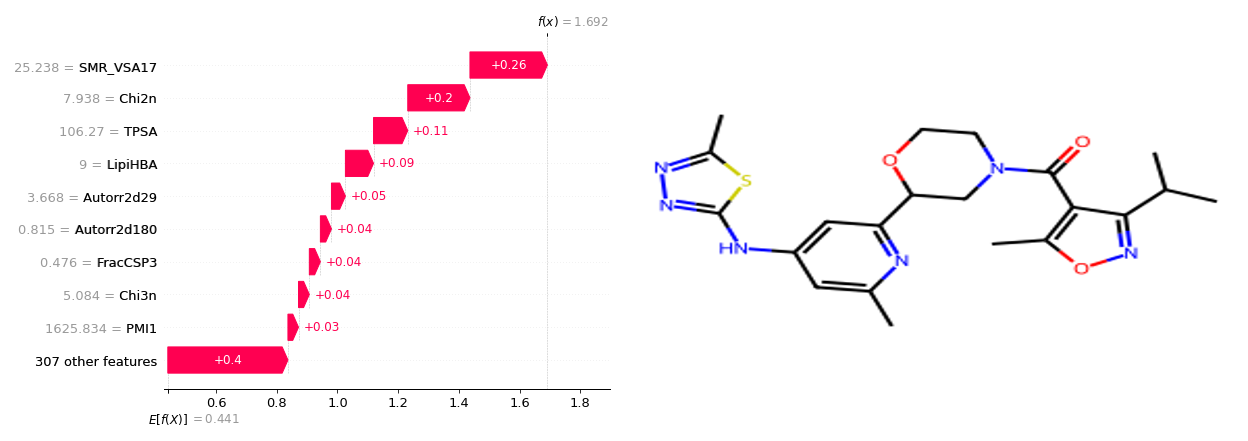 f(x) = 1.692
25.238 = SMR_VSA17
+0.26
7.938 = Chi2n
+0.2
106.27 = TPSA
+0.11
9 = LipiHBA
+0.09
3.668 = Autorr2d29
+0.05
0.815 = Autorr2d180
+0.04
0.476 = FracCSP3
+0.04
5.084 = Chi3n
+0.04
1625.834 = PMI1
+0.03
307 other features
+0.4
0.6 0.8 1.0 1.2 1.4 1.6 1.8
E[f(X)] = 0.441
N
N
S
HN
N
O
N
O
O
N